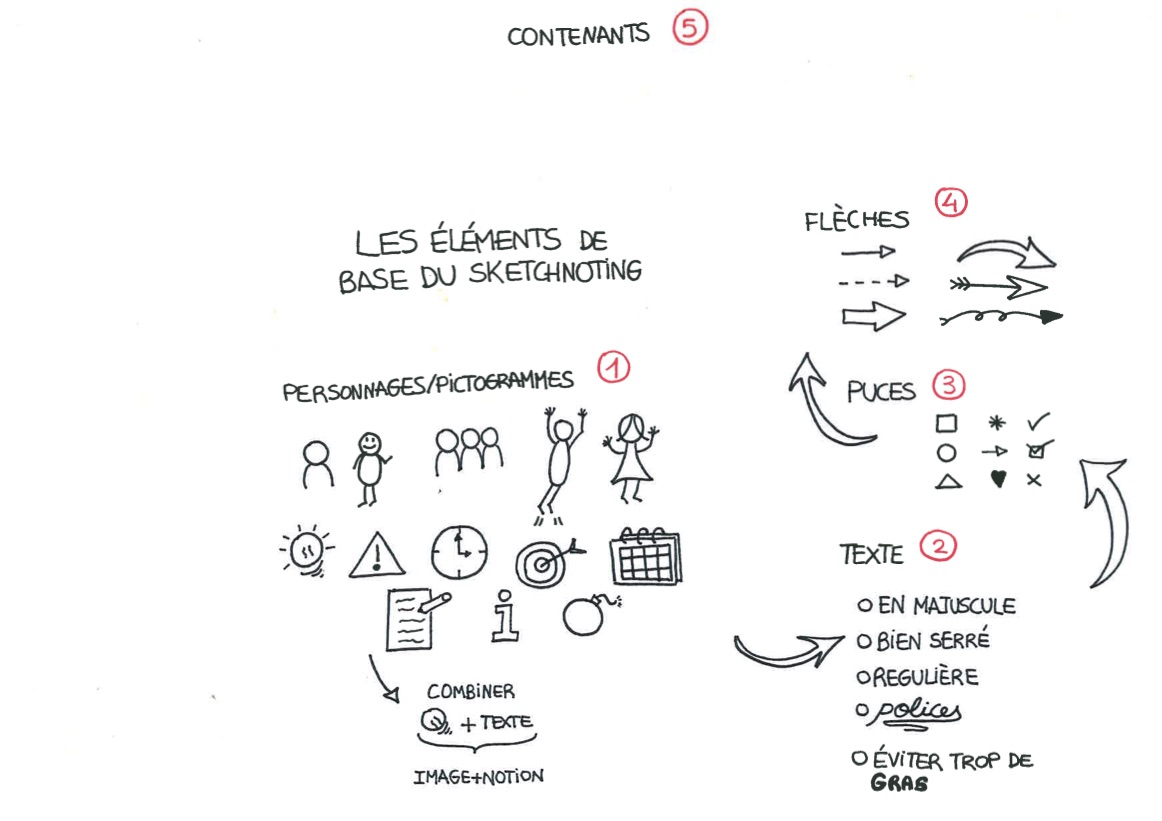 CONTENANTS 5
LES ÉLÉMENTS DE
BASE DU SKETCHNOTING
PERSONNAGES/PICTOGRAMMES 1
COMBINER
+ TEXTE
IMAGE+NOTION
TEXTE 2
O EN MAJUSCULE
O BIEN SERRÉ
O REGULIÈRE
O polices
O ÉVITER TROP DE
GRAS
PUCES 3
FLÈCHES 4